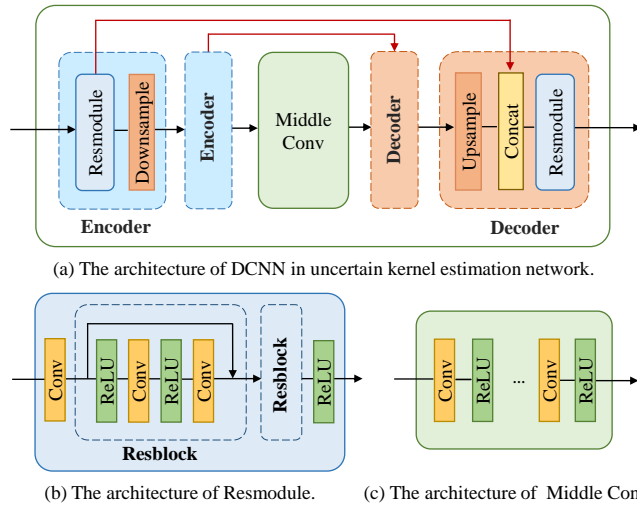 Resmodule
Downsample
Encoder
Encoder
Middle
Conv
Decoder
Upsample
Concat
Resmodule
Decoder
(a) The architecture of DCNN in uncertain kernel estimation network.
Conv
ReLU
Conv
ReLU
Conv
Resblock
Resblock
ReLU
(b) The architecture of Resmodule.
Conv
ReLU
...
Conv
ReLU
(c) The architecture of Middle Con